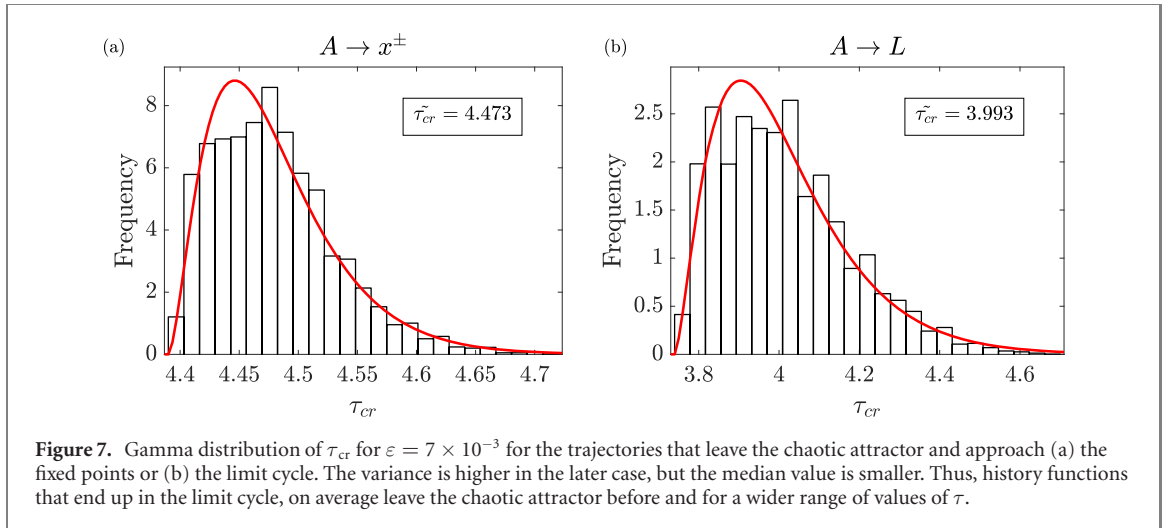 (a)
A → x±
τ̃cr = 4.473
Frequency
8
6
4
2
0
4.4 4.45 4.5 4.55 4.6 4.65 4.7
τcr
(b)
A → L
τ̃cr = 3.993
Frequency
2.5
2
1.5
1
0.5
0
3.8 4 4.2 4.4 4.6
τcr
Figure 7. Gamma distribution of τcr for ε = 7 × 10−3 for the trajectories that leave the chaotic attractor and approach (a) the
fixed points or (b) the limit cycle. The variance is higher in the later case, but the median value is smaller. Thus, history functions
that end up in the limit cycle, on average leave the chaotic attractor before and for a wider range of values of τ.